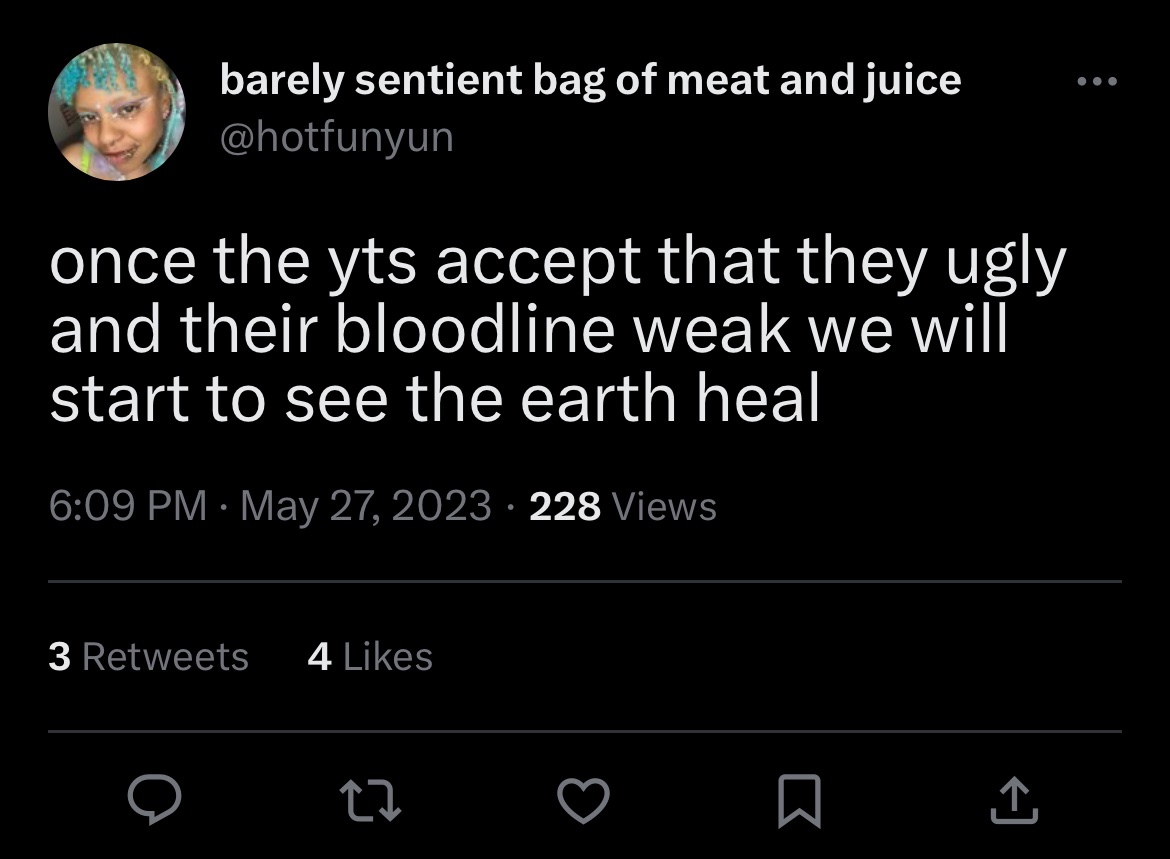 barely sentient bag of meat and juice
@hotfunyun
once the yts accept that they ugly
and their bloodline weak we will
start to see the earth heal
6:09 PM · May 27, 2023 · 228 Views
3 Retweets 4 Likes